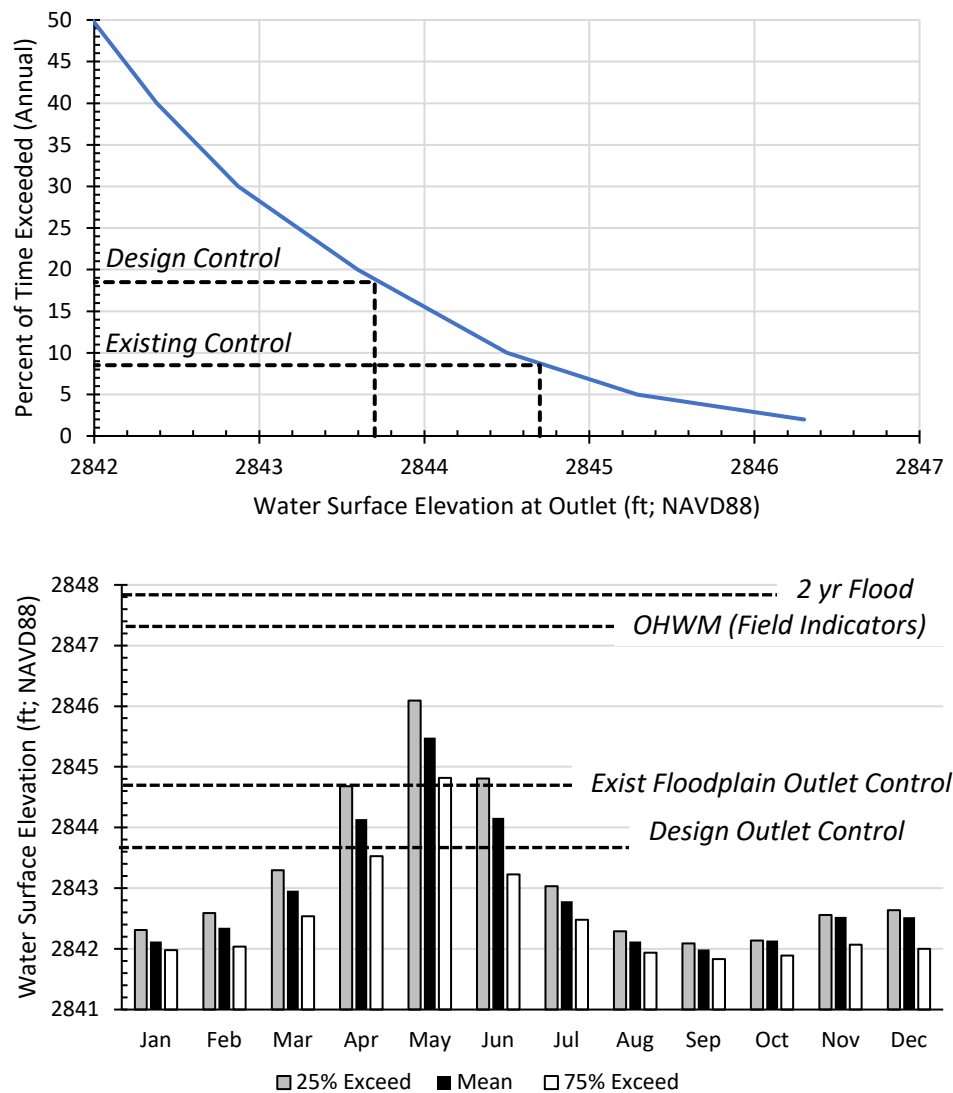 50
45
40
35
30
25
20
15
10
5
0
Percent of Time Exceeded (Annual)
Design Control
Existing Control
2842 2843 2844 2845 2846 2847
Water Surface Elevation at Outlet (ft; NAVD88)
2848
2847
2846
2845
2844
2843
2842
2841
Water Surface Elevation (ft; NAVD88)
2 yr Flood
OHWM (Field Indicators)
Exist Floodplain Outlet Control
Design Outlet Control
Jan Feb Mar Apr May Jun Jul Aug Sep Oct Nov Dec
25% Exceed Mean 75% Exceed